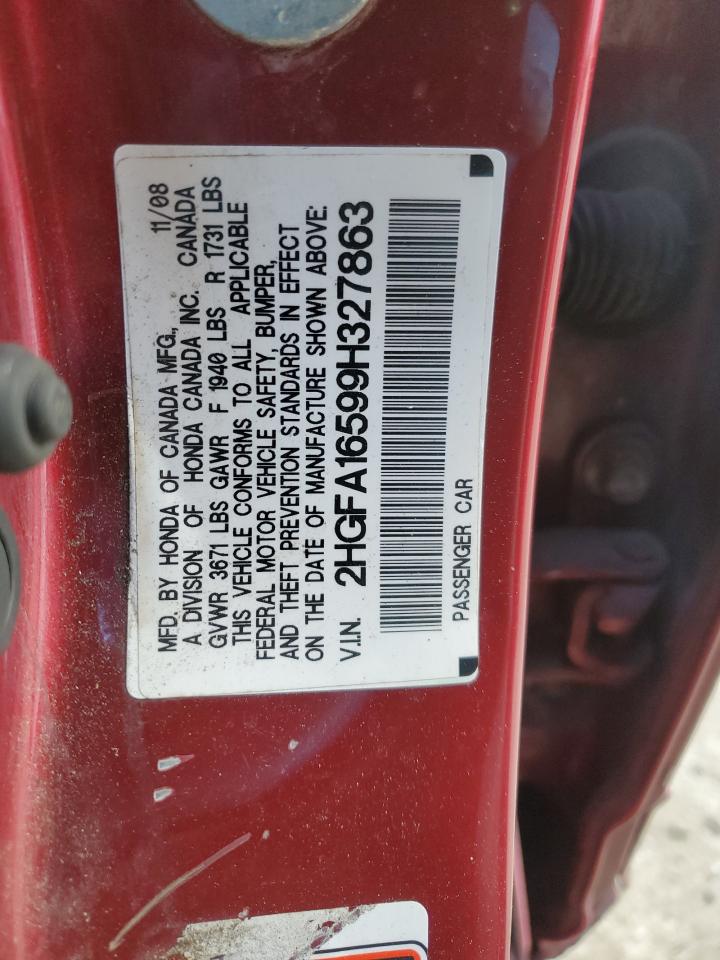 MFD. BY HONDA OF CANADA MFG., 11/08
A DIVISION OF HONDA CANADA INC. CANADA
GVWR 3671 LBS GAWR F 1940 LBS R 1731 LBS
THIS VEHICLE CONFORMS TO ALL APPLICABLE
FEDERAL MOTOR VEHICLE SAFETY, BUMPER,
AND THEFT PREVENTION STANDARDS IN EFFECT
ON THE DATE OF MANUFACTURE SHOWN ABOVE:
V.I.N. 2HGFA16599H327863
PASSENGER CAR